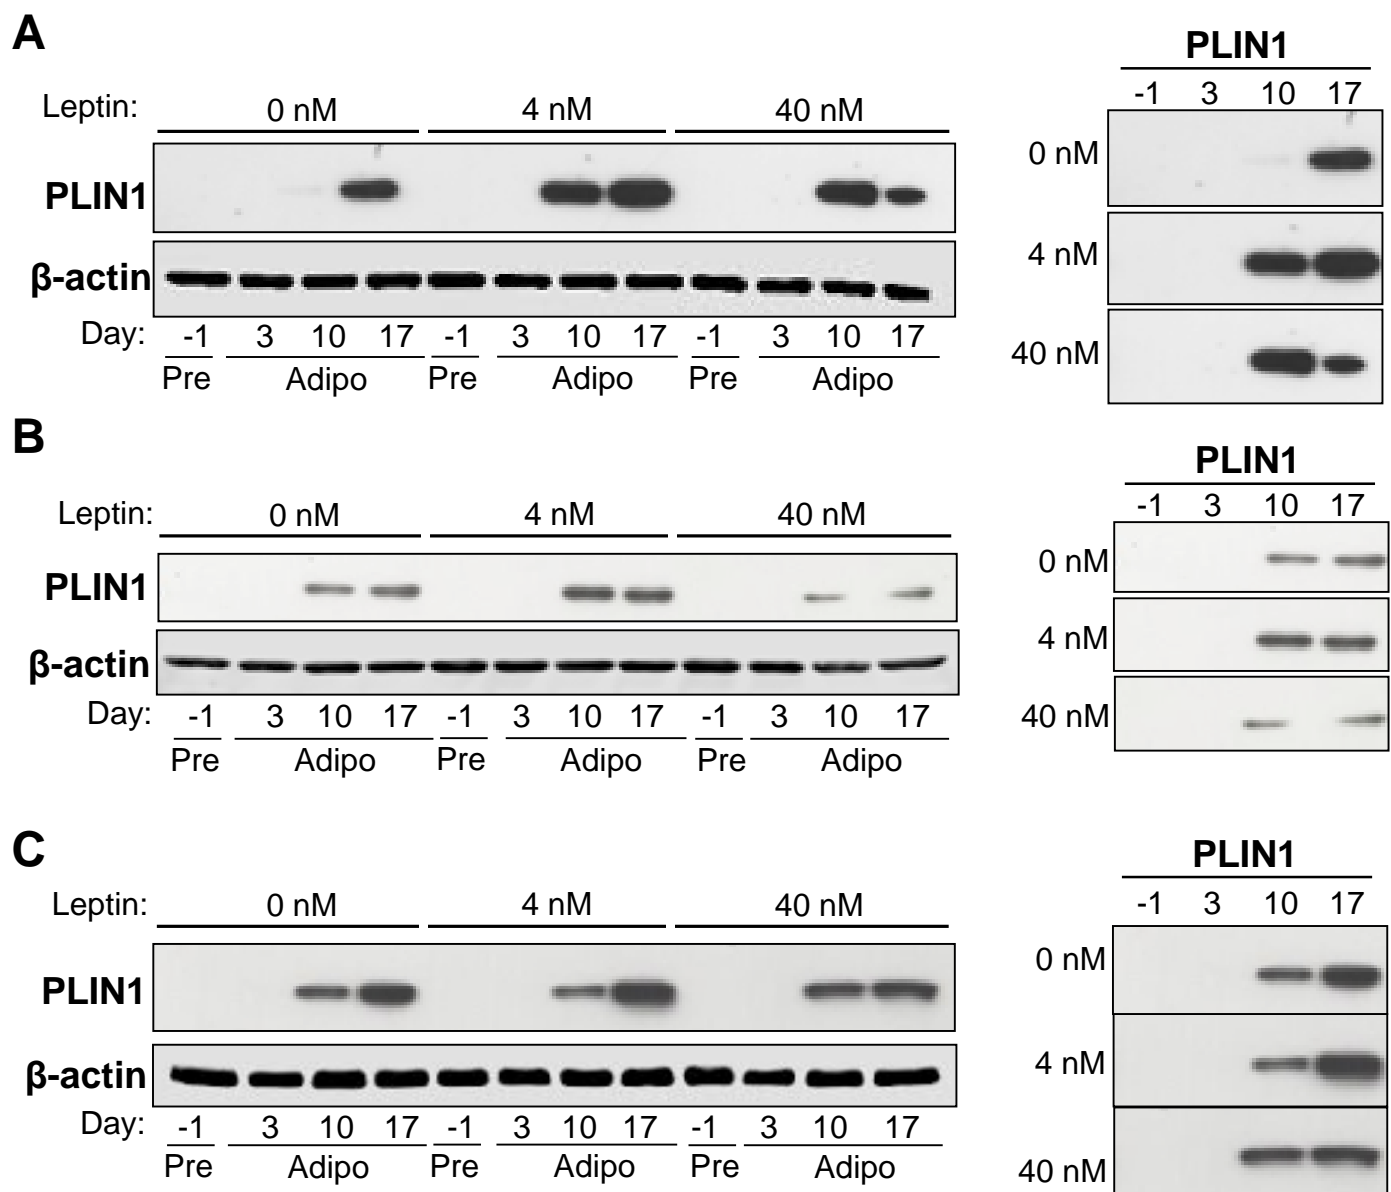 A
Leptin: 0 nM 4 nM 40 nM
PLIN1
β-actin
Day: -1 3 10 17 -1 3 10 17 -1 3 10 17
Pre Adipo Pre Adipo Pre Adipo
PLIN1
-1 3 10 17
0 nM
4 nM
40 nM
B
Leptin: 0 nM 4 nM 40 nM
PLIN1
β-actin
Day: -1 3 10 17 -1 3 10 17 -1 3 10 17
Pre Adipo Pre Adipo Pre Adipo
PLIN1
-1 3 10 17
0 nM
4 nM
40 nM
C
Leptin: 0 nM 4 nM 40 nM
PLIN1
β-actin
Day: -1 3 10 17 -1 3 10 17 -1 3 10 17
Pre Adipo Pre Adipo Pre Adipo
PLIN1
-1 3 10 17
0 nM
4 nM
40 nM